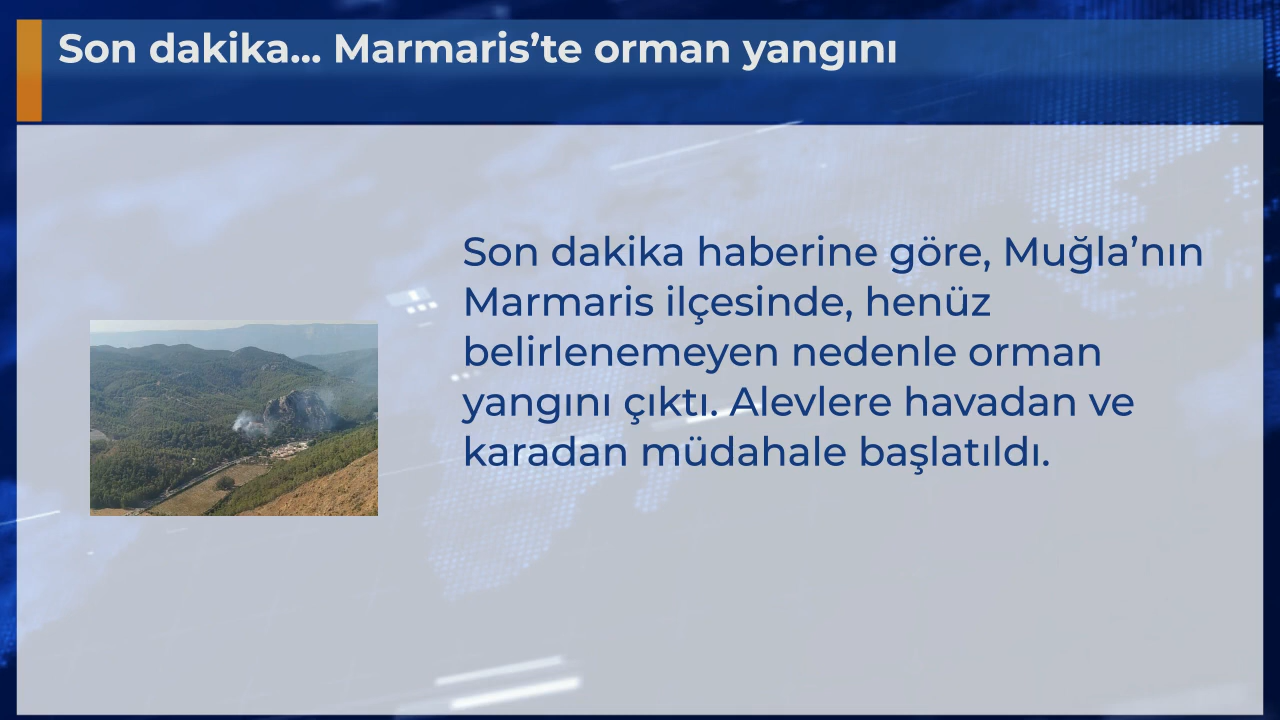 Son dakika... Marmaris’te orman yangını
Son dakika haberine göre, Muğla’nın
Marmaris ilçesinde, henüz
belirlenemeyen nedenle orman
yangını çıktı. Alevlere havadan ve
karadan müdahale başlatıldı.